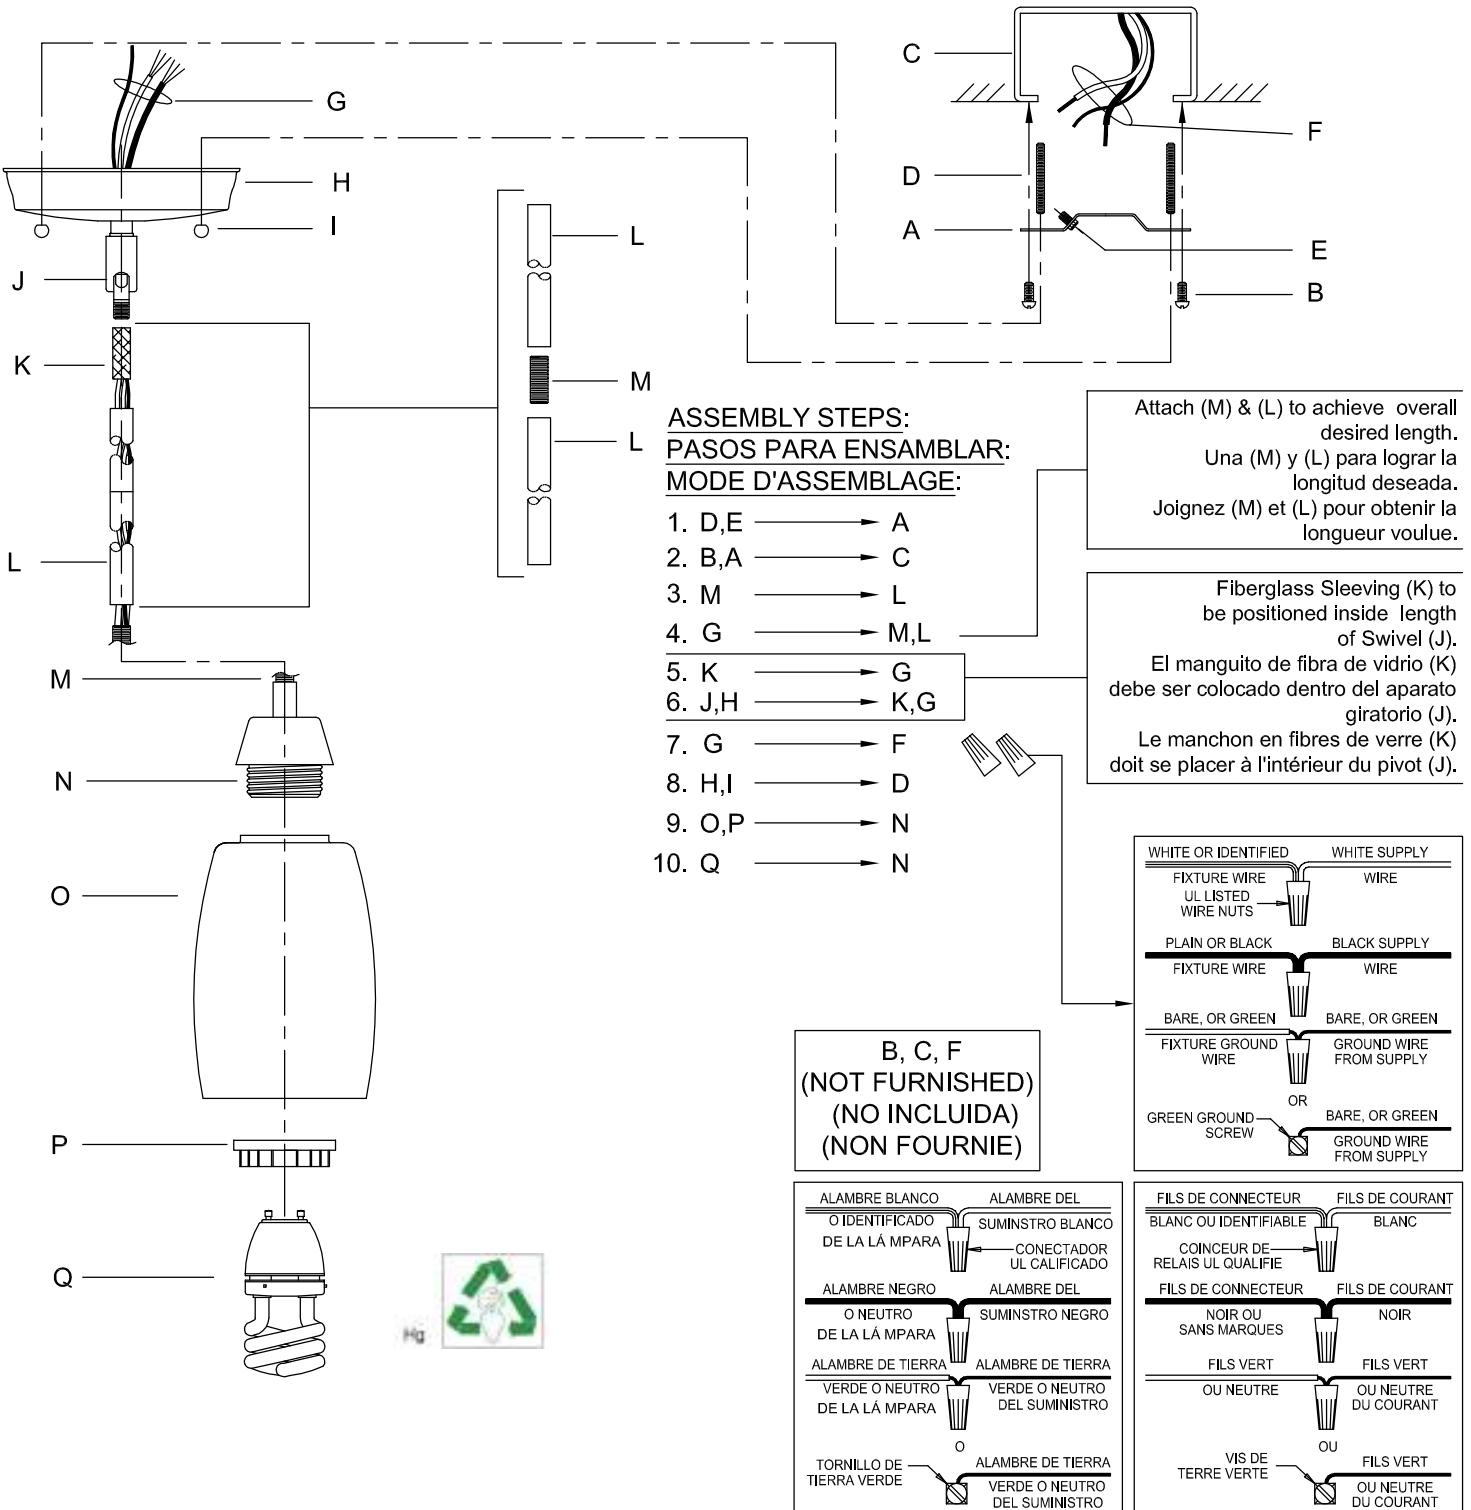 G
H
I
J
K
L
M
N
O
P
Q
L
M
L
C
F
D
A
E
B
ASSEMBLY STEPS:
PASOS PARA ENSAMBLAR:
MODE D'ASSEMBLAGE:
1. D,E A
2. B,A C
3. M L
4. G M,L
5. K G
6. J,H K,G
7. G F
8. H,I D
9. O,P N
10. Q N
Attach (M) & (L) to achieve overall
desired length.
Una (M) y (L) para lograr la
longitud deseada.
Joignez (M) et (L) pour obtenir la
longueur voulue.
Fiberglass Sleeving (K) to
be positioned inside length
of Swivel (J).
El manguito de fibra de vidrio (K)
debe ser colocado dentro del aparato
giratorio (J).
Le manchon en fibres de verre (K)
doit se placer à l'intérieur du pivot (J).
WHITE OR IDENTIFIED WHITE SUPPLY
FIXTURE WIRE WIRE
UL LISTED
WIRE NUTS
PLAIN OR BLACK BLACK SUPPLY
FIXTURE WIRE WIRE
BARE, OR GREEN BARE, OR GREEN
FIXTURE GROUND GROUND WIRE
WIRE FROM SUPPLY
OR
GREEN GROUND BARE, OR GREEN
SCREW GROUND WIRE
FROM SUPPLY
B, C, F
(NOT FURNISHED)
(NO INCLUIDA)
(NON FOURNIE)
Hg
ALAMBRE BLANCO ALAMBRE DEL
O IDENTIFICADO SUMINSTRO BLANCO
DE LA LÁ MPARA
CONECTADOR
UL CALIFICADO
ALAMBRE NEGRO ALAMBRE DEL
O NEUTRO SUMINSTRO NEGRO
DE LA LÁ MPARA
ALAMBRE DE TIERRA ALAMBRE DE TIERRA
VERDE O NEUTRO VERDE O NEUTRO
DE LA LÁ MPARA DEL SUMINISTRO
O
TORNILLO DE ALAMBRE DE TIERRA
TIERRA VERDE VERDE O NEUTRO
DEL SUMINISTRO
FILS DE CONNECTEUR FILS DE COURANT
BLANC OU IDENTIFIABLE BLANC
COINCEUR DE
RELAIS UL QUALIFIE
FILS DE CONNECTEUR FILS DE COURANT
NOIR OU NOIR
SANS MARQUES
FILS VERT FILS VERT
OU NEUTRE OU NEUTRE
DU COURANT
OU
VIS DE FILS VERT
TERRE VERTE OU NEUTRE
DU COURANT